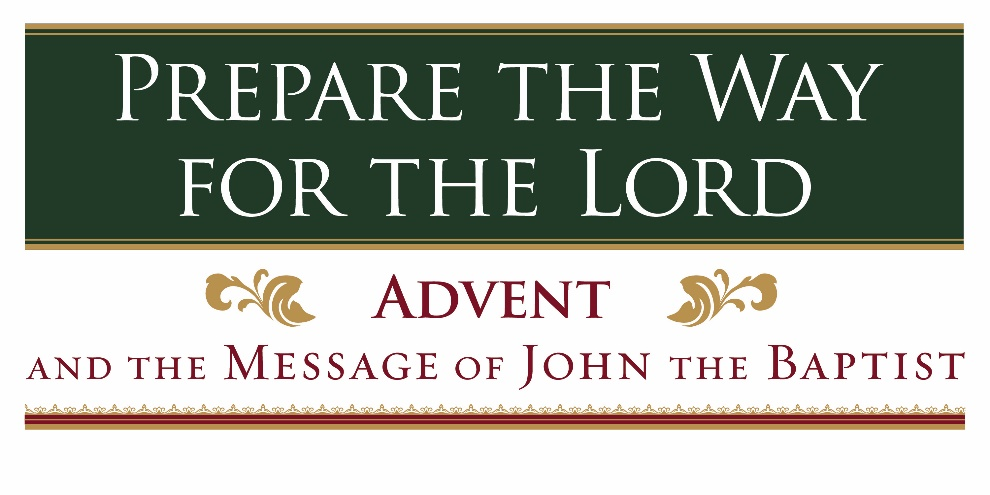 Prepare the Way
for the Lord
Advent
and the Message of John the Baptist